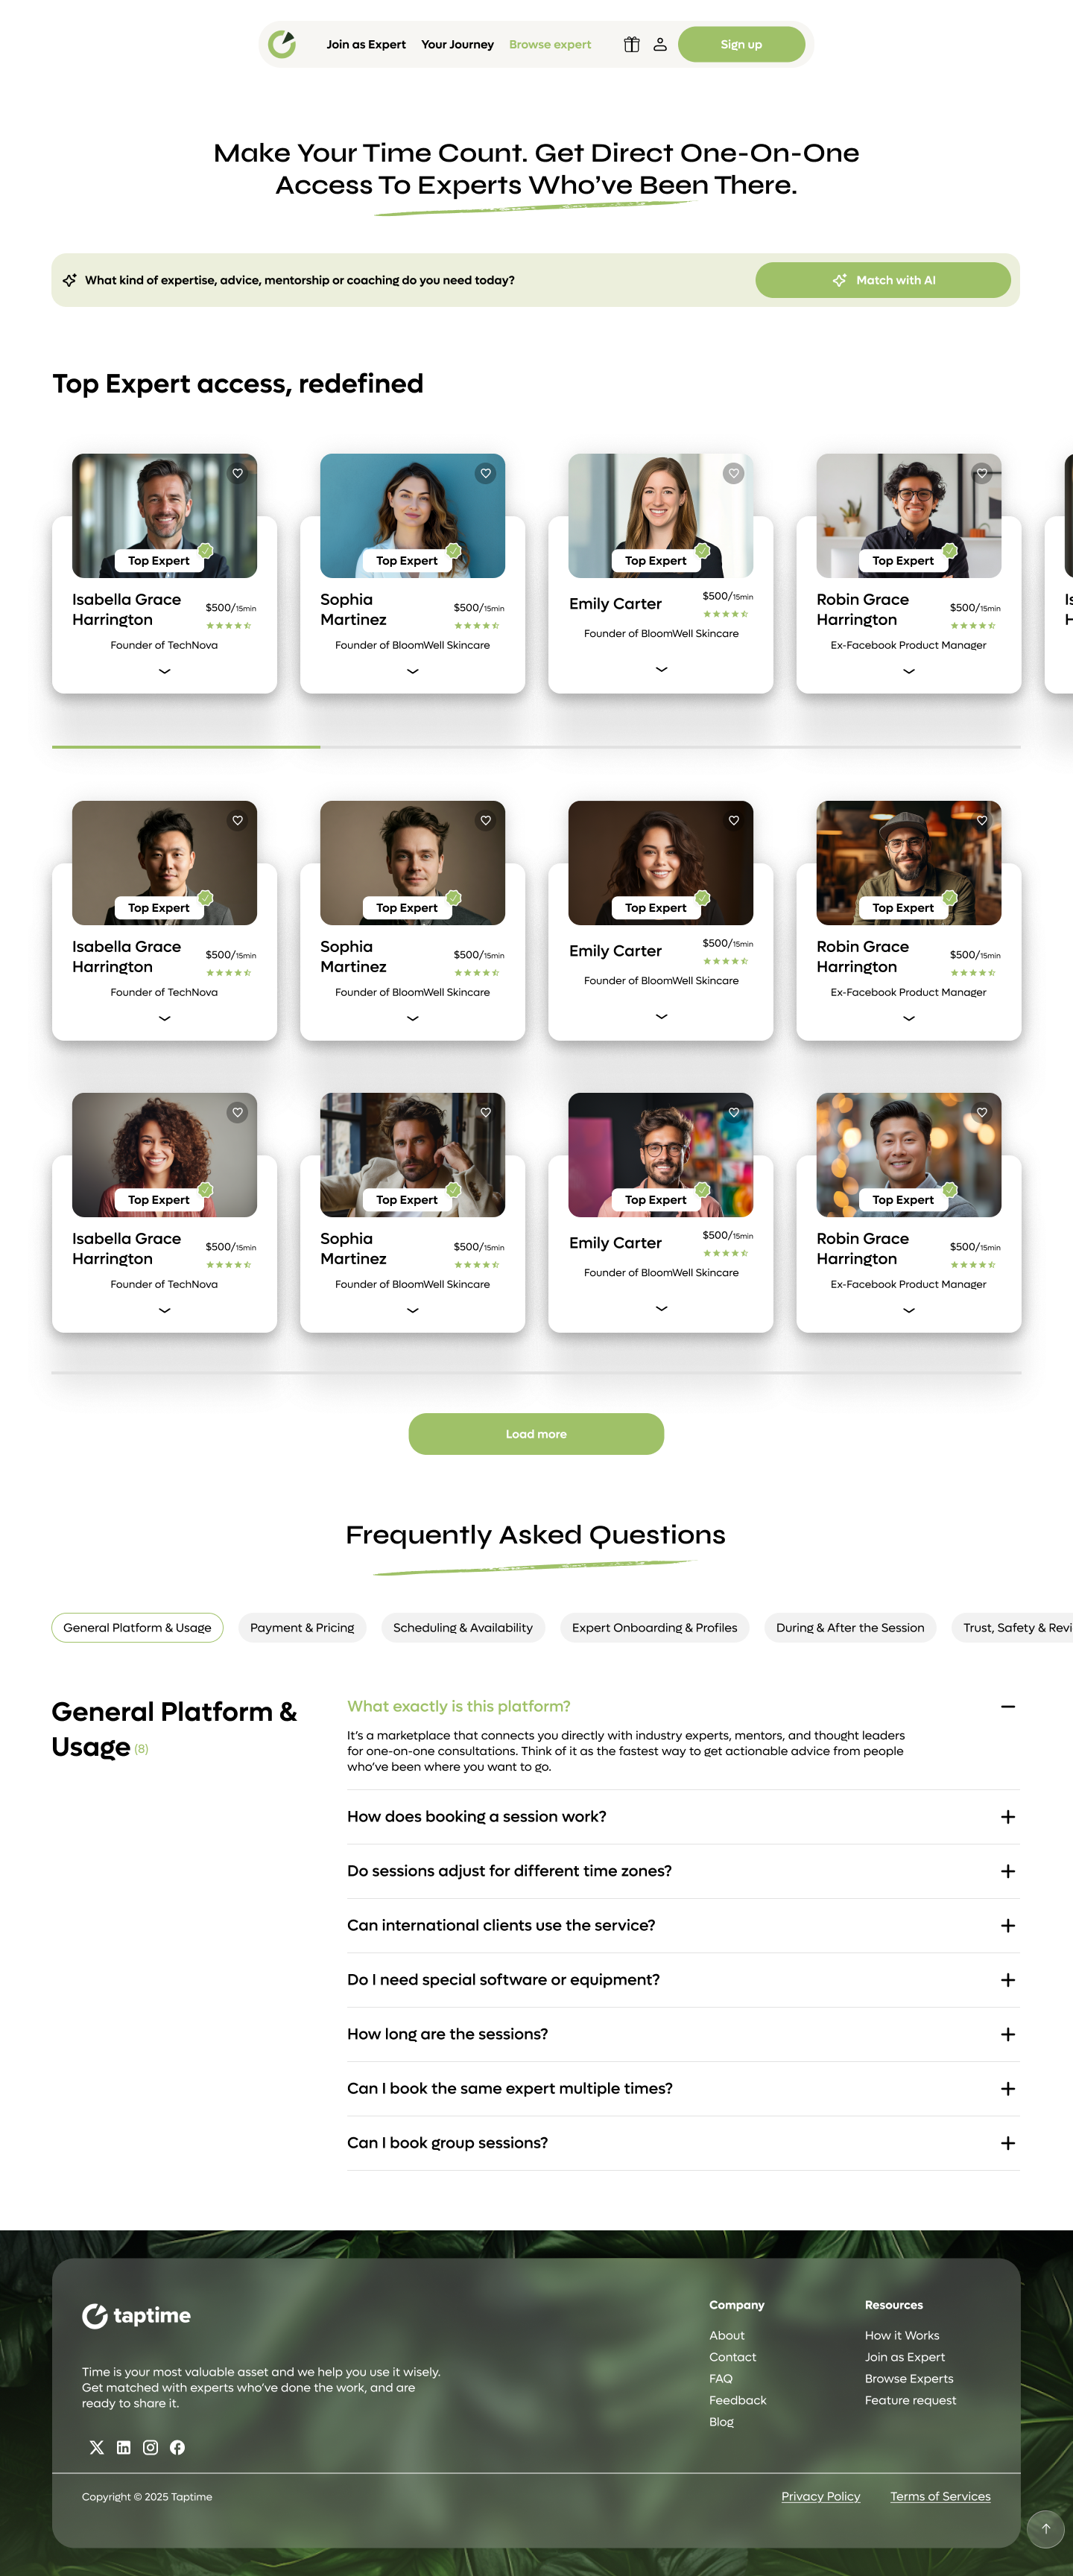 Join as Expert
Your Journey
Browse expert
Sign up
Make Your Time Count. Get Direct One-On-One
Access To Experts Who’ve Been There.
What kind of expertise, advice, mentorship or coaching do you need today?
Match with AI
Top Expert access, redefined
Top Expert
Isabella Grace
Harrington
$500/15min
Founder of TechNova
Top Expert
Sophia
Martinez
$500/15min
Founder of BloomWell Skincare
Top Expert
Emily Carter
$500/15min
Founder of BloomWell Skincare
Top Expert
Robin Grace
Harrington
$500/15min
Ex-Facebook Product Manager
Top Expert
Isabella Grace
Harrington
$500/15min
Founder of TechNova
Top Expert
Sophia
Martinez
$500/15min
Founder of BloomWell Skincare
Top Expert
Emily Carter
$500/15min
Founder of BloomWell Skincare
Top Expert
Robin Grace
Harrington
$500/15min
Ex-Facebook Product Manager
Top Expert
Isabella Grace
Harrington
$500/15min
Founder of TechNova
Top Expert
Sophia
Martinez
$500/15min
Founder of BloomWell Skincare
Top Expert
Emily Carter
$500/15min
Founder of BloomWell Skincare
Top Expert
Robin Grace
Harrington
$500/15min
Ex-Facebook Product Manager
Load more
Frequently Asked Questions
General Platform & Usage
Payment & Pricing
Scheduling & Availability
Expert Onboarding & Profiles
During & After the Session
Trust, Safety & Revi
General Platform &
Usage (8)
What exactly is this platform?
It’s a marketplace that connects you directly with industry experts, mentors, and thought leaders
for one-on-one consultations. Think of it as the fastest way to get actionable advice from people
who’ve been where you want to go.
How does booking a session work?
Do sessions adjust for different time zones?
Can international clients use the service?
Do I need special software or equipment?
How long are the sessions?
Can I book the same expert multiple times?
Can I book group sessions?
taptime
Time is your most valuable asset and we help you use it wisely.
Get matched with experts who’ve done the work, and are
ready to share it.
Company
About
Contact
FAQ
Feedback
Blog
Resources
How it Works
Join as Expert
Browse Experts
Feature request
Copyright © 2025 Taptime
Privacy Policy
Terms of Services